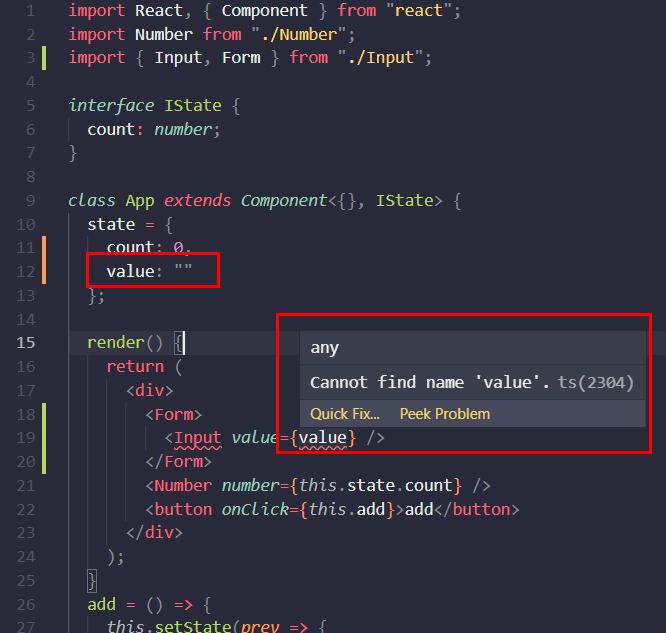 1 import React, { Component } from "react";
2 import Number from "./Number";
3 import { Input, Form } from "./Input";
4
5 interface IState {
6 count: number;
7 }
8
9 class App extends Component<{}, IState> {
10 state = {
11 count: 0,
12 value: ""
13 };
14
15 render() {
any
16 return (
Cannot find name 'value'. ts(2304)
17 <div>
18 <Form>
Quick Fix... Peek Problem
19 <Input value={value} />
20 </Form>
21 <Number number={this.state.count} />
22 <button onClick={this.add}>add</button>
23 </div>
24 );
25 }
26 add = () => {
27 this.setState(prev => {